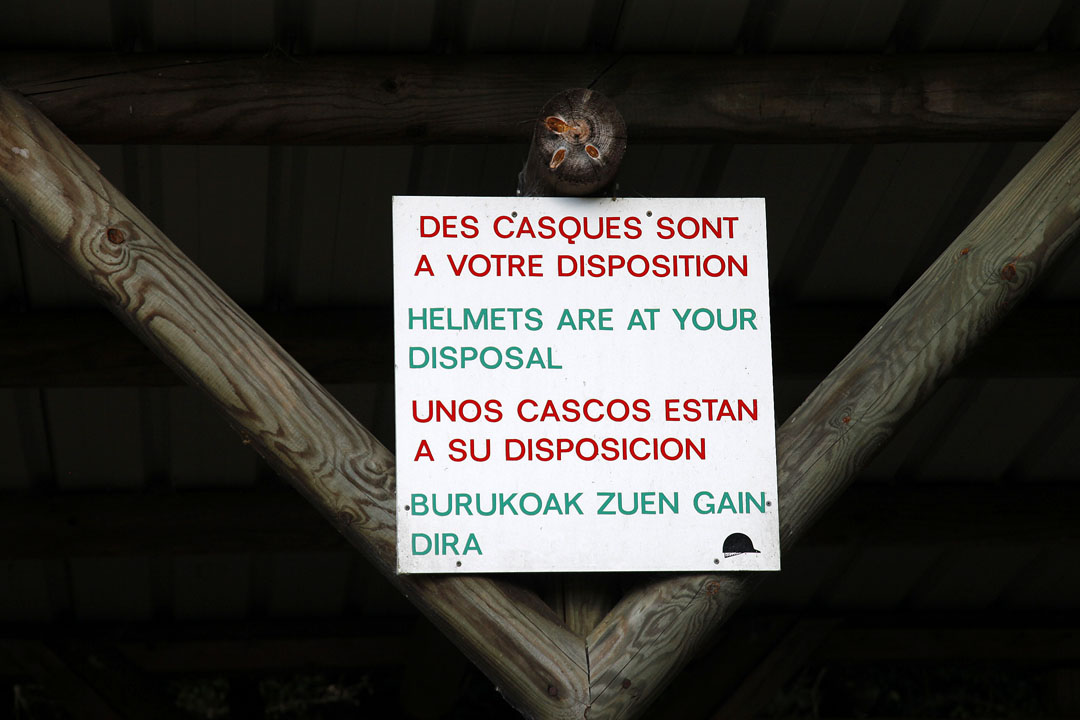 DES CASQUES SONT
A VOTRE DISPOSITION
HELMETS ARE AT YOUR
DISPOSAL
UNOS CASCOS ESTAN
A SU DISPOSICION
BURUKOAK ZUEN GAIN
DIRA